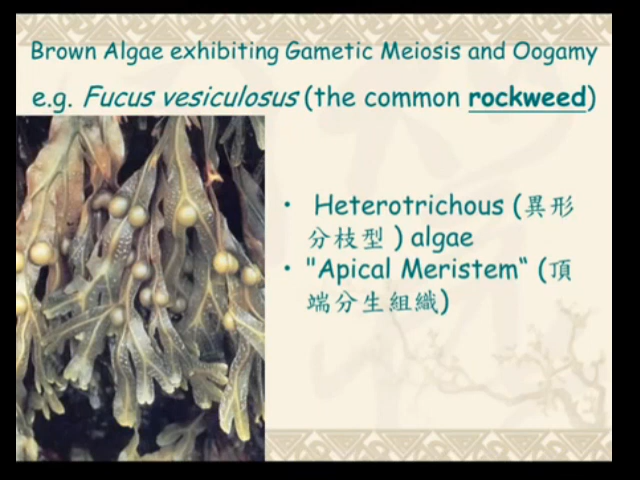 Brown Algae exhibiting Gametic Meiosis and Oogamy
e.g. Fucus vesiculosus (the common rockweed)
• Heterotrichous (異形
分枝型 ) algae
• "Apical Meristem“ (頂
端分生組織)